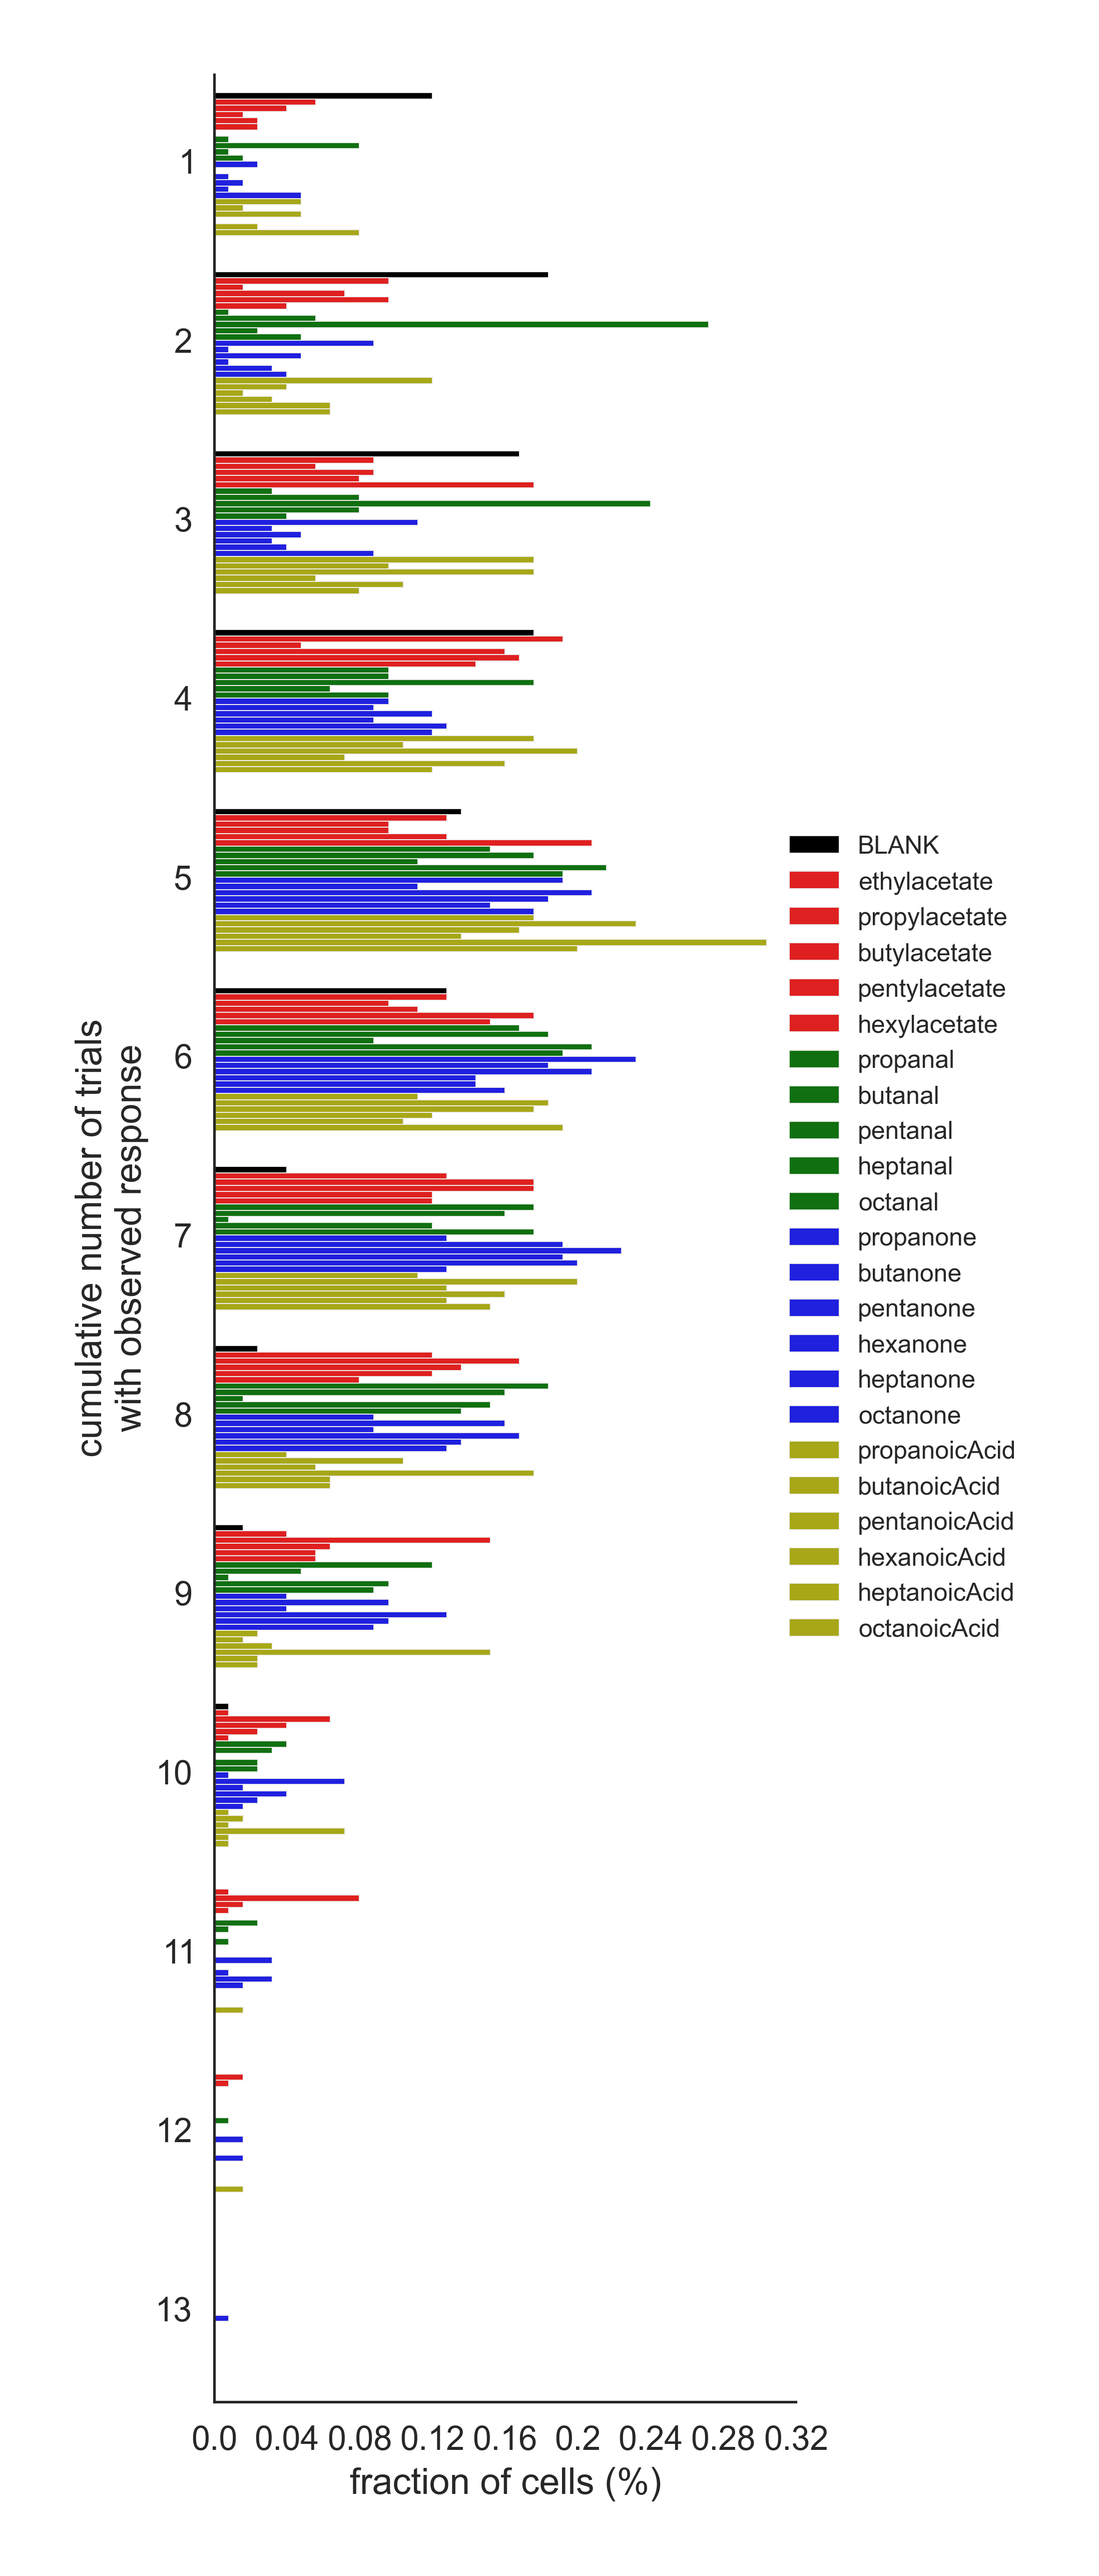 1
2
3
4
5
6
7
8
9
10
11
12
13
cumulative number of trials
with observed response
BLANK
ethylacetate
propylacetate
butylacetate
pentylacetate
hexylacetate
propanal
butanal
pentanal
heptanal
octanal
propanone
butanone
pentanone
hexanone
heptanone
octanone
propanoicAcid
butanoicAcid
pentanoicAcid
hexanoicAcid
heptanoicAcid
octanoicAcid
0.0 0.04 0.08 0.12 0.16 0.2 0.24 0.28 0.32
fraction of cells (%)